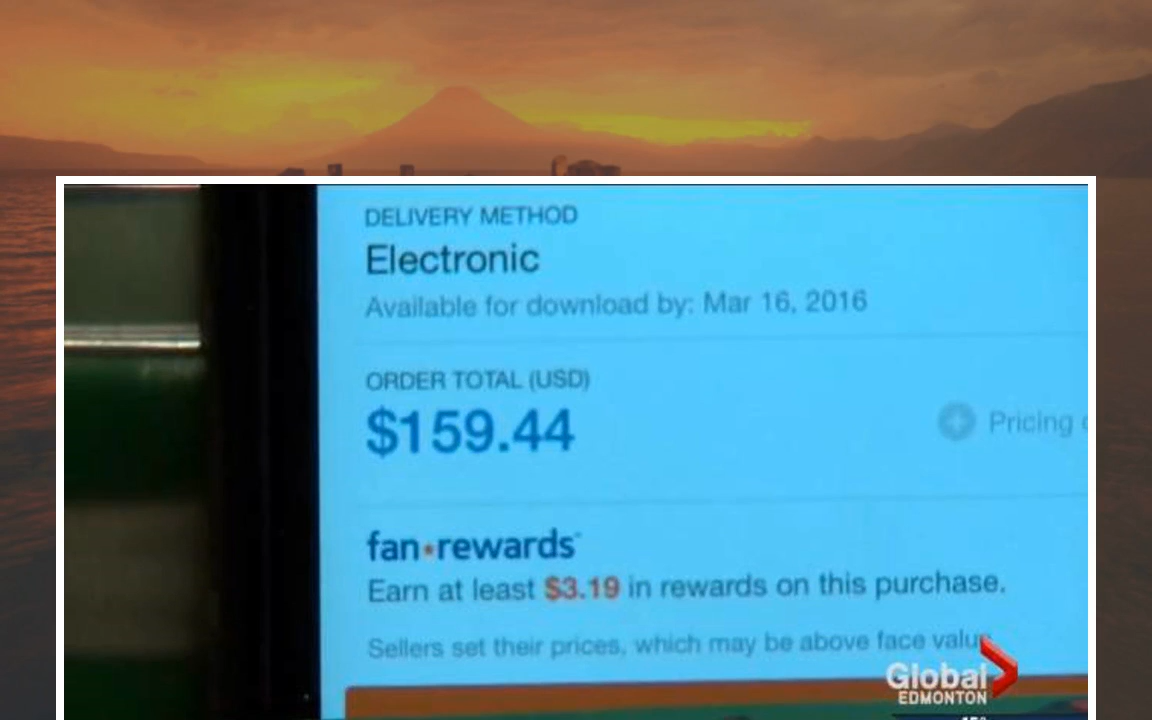 DELIVERY METHOD
Electronic
Available for download by: Mar 16, 2016
ORDER TOTAL (USD)
$159.44
Pricing
fan•rewards
Earn at least $3.19 in rewards on this purchase.
Sellers set their prices, which may be above face value
Global
EDMONTON